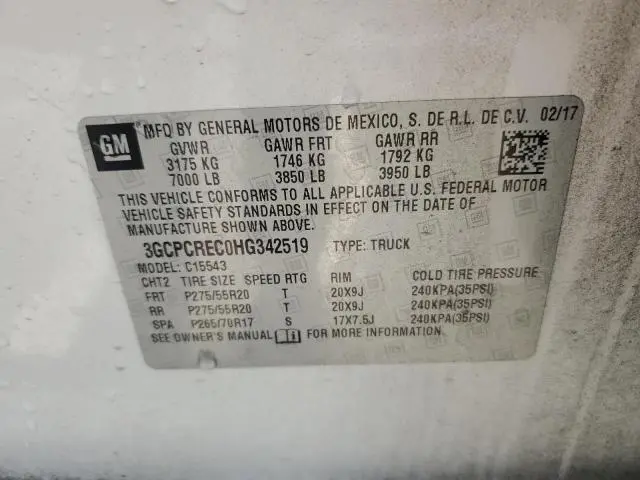 GM
MFD BY GENERAL MOTORS DE MEXICO, S. DE R.L. DE C.V. 02/17
GVWR GAWR FRT GAWR RR
3175 KG 1746 KG 1792 KG
7000 LB 3850 LB 3950 LB
THIS VEHICLE CONFORMS TO ALL APPLICABLE U.S. FEDERAL MOTOR
VEHICLE SAFETY STANDARDS IN EFFECT ON THE DATE OF
MANUFACTURE SHOWN ABOVE.
3GCPCREC0HG342519 TYPE: TRUCK
MODEL: C15543
CHT2 TIRE SIZE SPEED RTG RIM COLD TIRE PRESSURE
FRT P275/55R20 T 20X9J 240KPA(35PSI)
RR P275/55R20 T 20X9J 240KPA(35PSI)
SPA P265/70R17 S 17X7.5J 240KPA(35PSI)
SEE OWNER'S MANUAL FOR MORE INFORMATION.